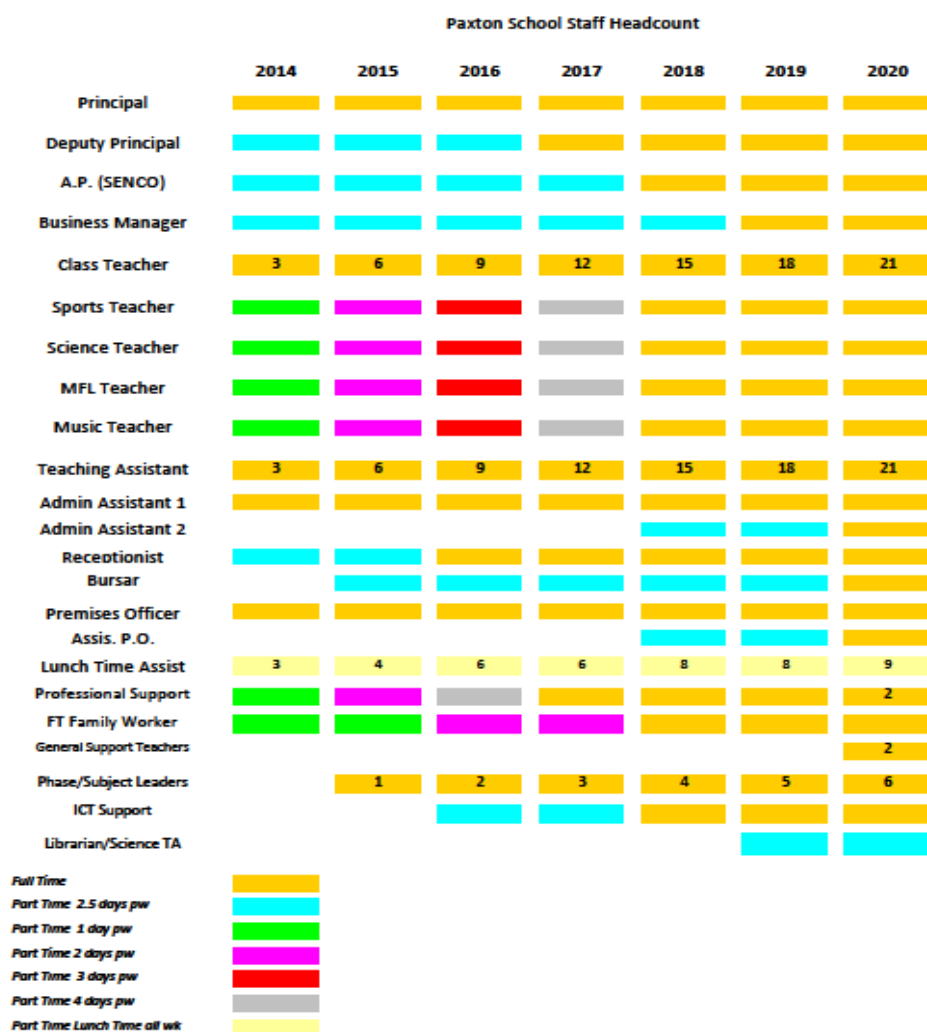 Paxton School Staff Headcount
2014 2015 2016 2017 2018 2019 2020
Principal
Deputy Principal
A.P. (SENCO)
Business Manager
Class Teacher 3 6 9 12 15 18 21
Sports Teacher
Science Teacher
MFL Teacher
Music Teacher
Teaching Assistant 3 6 9 12 15 18 21
Admin Assistant 1
Admin Assistant 2
Receptionist
Bursar
Premises Officer
Assis. P.O.
Lunch Time Assist 3 4 6 6 8 8 9
Professional Support 2
FT Family Worker
General Support Teachers 2
Phase/Subject Leaders 1 2 3 4 5 6
ICT Support
Librarian/Science TA
Full Time
Part Time 2.5 days pw
Part Time 1 day pw
Part Time 2 days pw
Part Time 3 days pw
Part Time 4 days pw
Part Time Lunch Time all wk